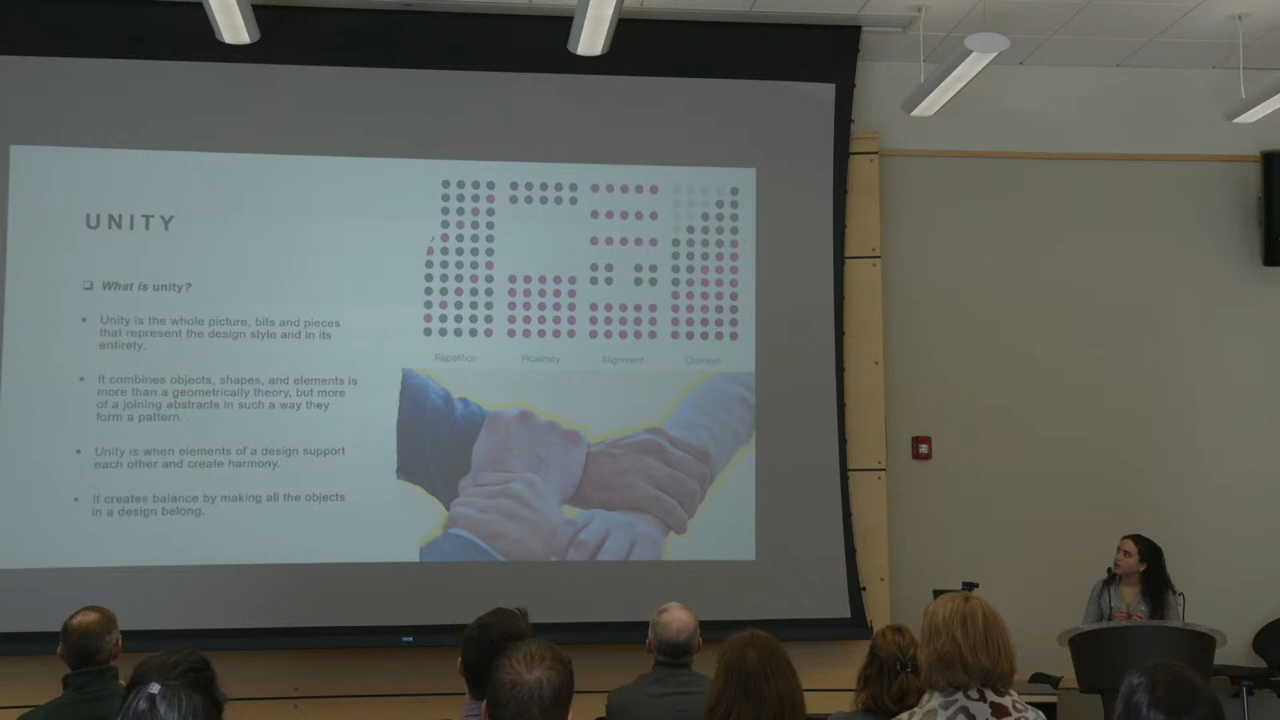 UNITY
What is unity?
Unity is the whole picture, bits and pieces
that represent the design style and in its
entirety.
It combines objects, shapes, and elements is
more than a geometrically theory, but more
of a joining abstracts in such a way they
form a pattern.
Unity is when elements of a design support
each other and create harmony.
It creates balance by making all the objects
in a design belong.
Repetition Proximity Alignment Contrast